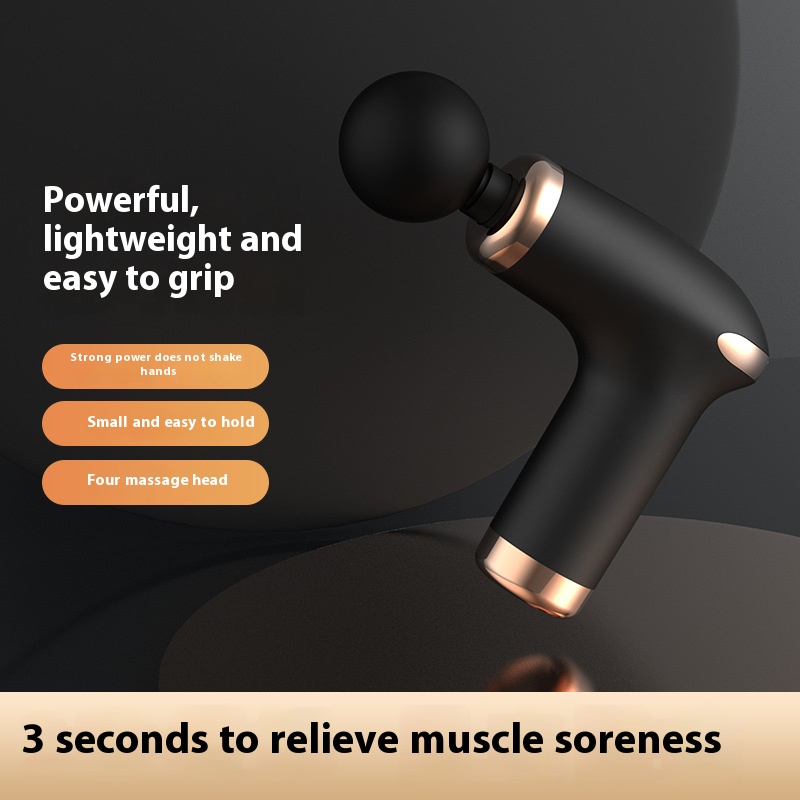 Powerful,
lightweight and
easy to grip
Strong power does not shake
hands
Small and easy to hold
Four massage head
3 seconds to relieve muscle soreness